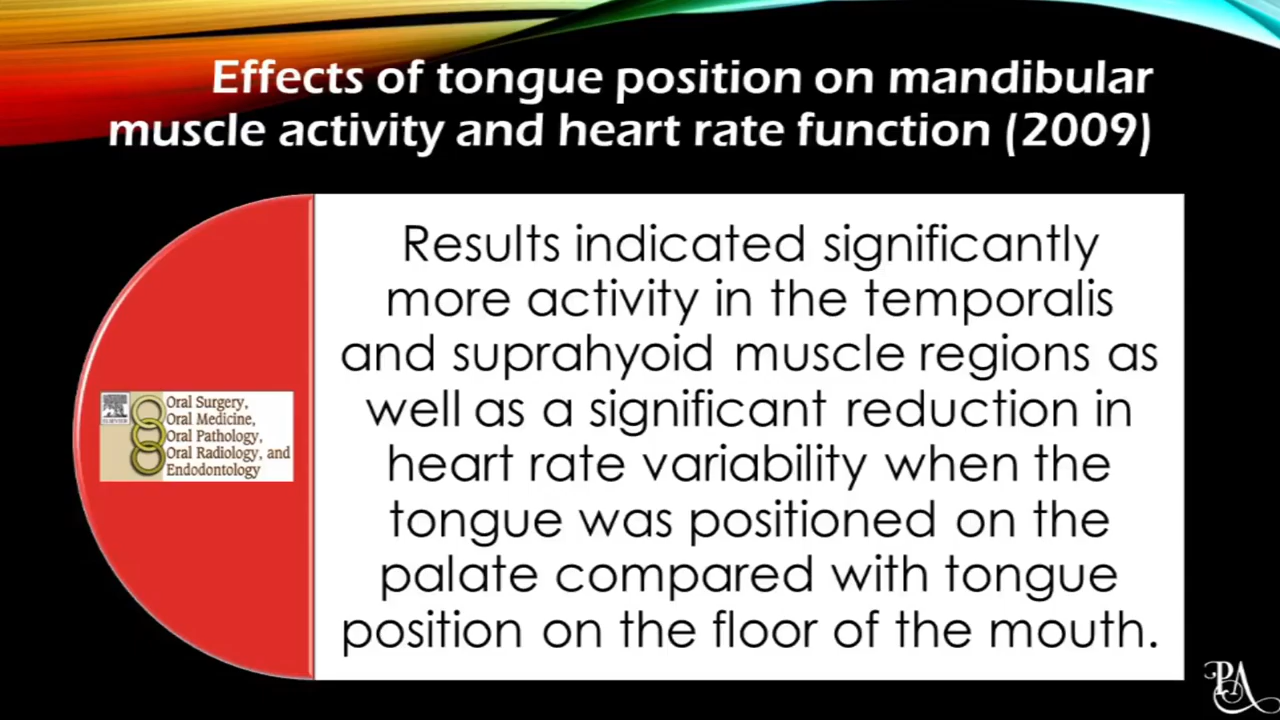 Effects of tongue position on mandibular
muscle activity and heart rate function (2009)
Results indicated significantly
more activity in the temporalis
and suprahyoid muscle regions as
well as a significant reduction in
heart rate variability when the
tongue was positioned on the
palate compared with tongue
position on the floor of the mouth.
ELSEVIER
Oral Surgery,
Oral Medicine,
Oral Pathology,
Oral Radiology, and
Endodontology
PA